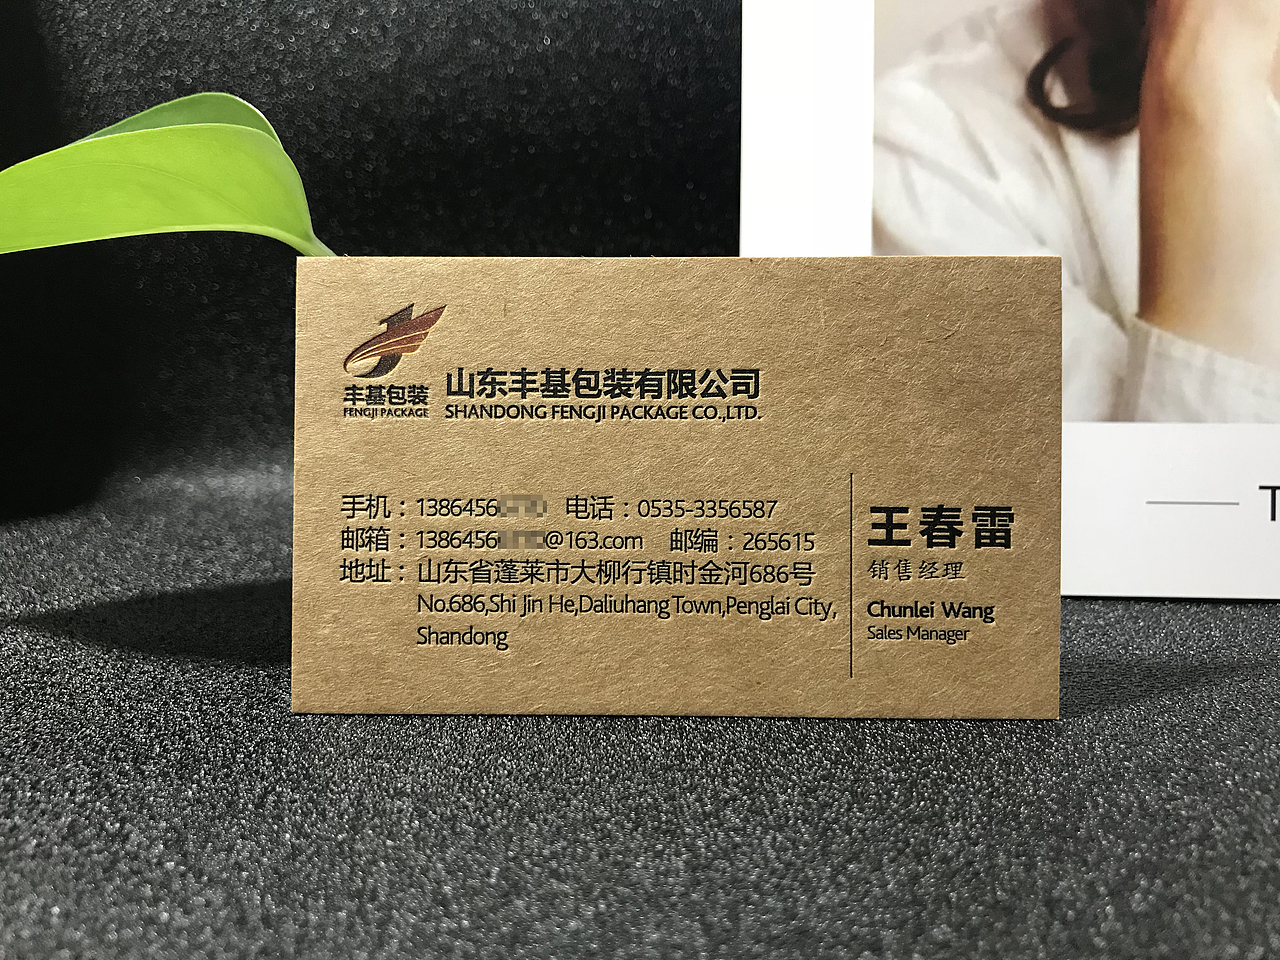 丰基包装
FENGJI PACKAGE
山东丰基包装有限公司
SHANDONG FENGJI PACKAGE CO.,LTD.
手机：1386456 电话：0535-3356587
邮箱：1386456 @163.com 邮编：265615
地址：山东省蓬莱市大柳行镇时金河686号
No.686,Shi Jin He,Daliuhang Town,Penglai City,
Shandong
王春雷
销售经理
Chunlei Wang
Sales Manager
T